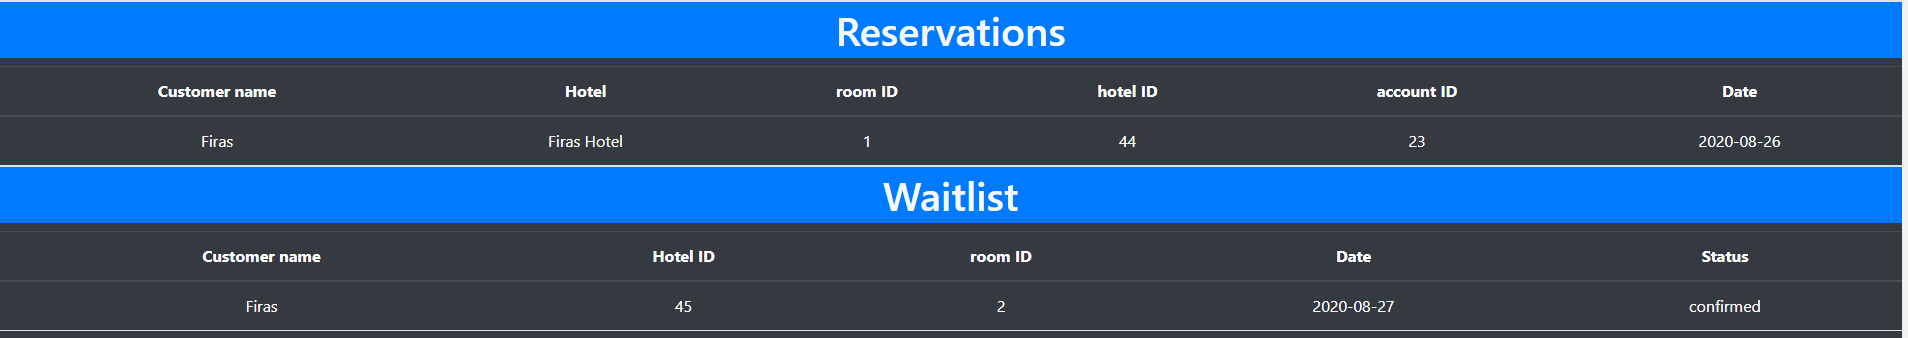 Reservations
Customer name Hotel room ID hotel ID account ID Date
Firas Firas Hotel 1 44 23 2020-08-26
Waitlist
Customer name Hotel ID room ID Date Status
Firas 45 2 2020-08-27 confirmed